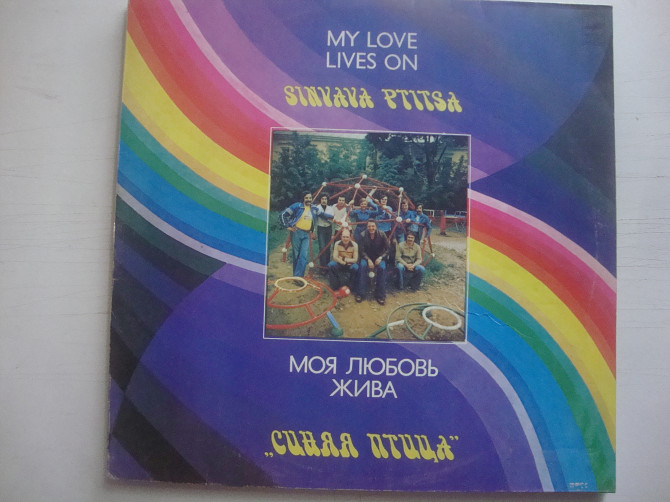 MY LOVE
LIVES ON
SINYAYA PTITSA
МОЯ ЛЮБОВЬ
ЖИВА
„СИНЯЯ ПТИЦА"